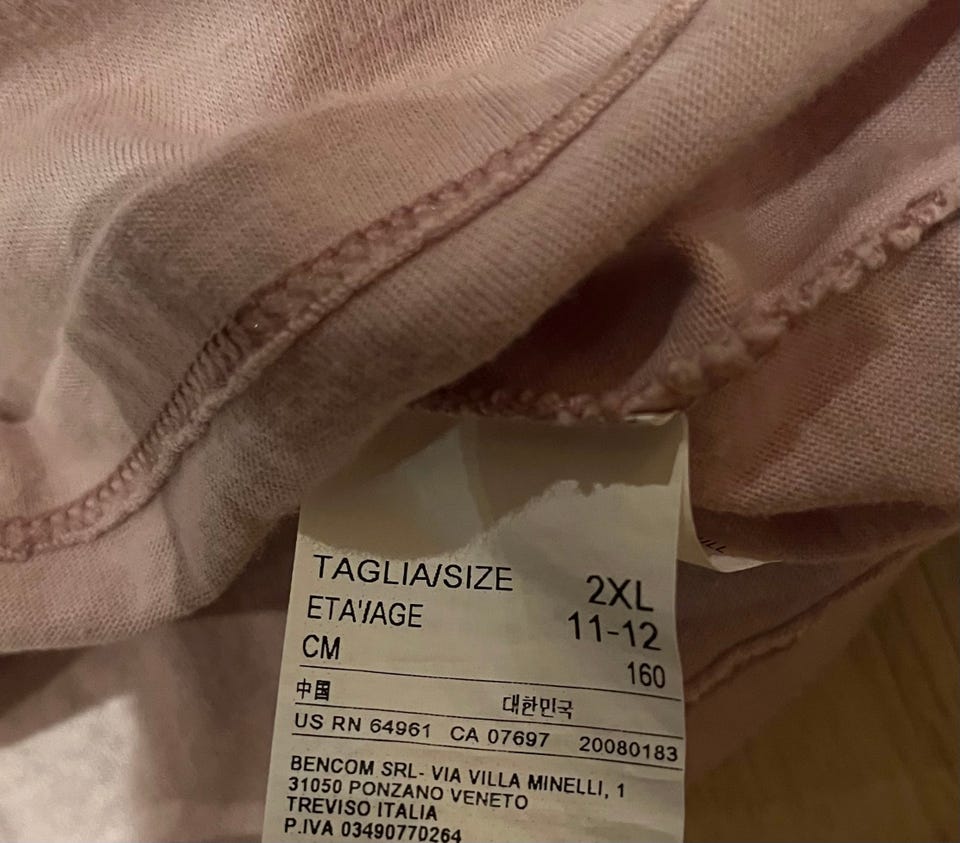 TAGLIA/SIZE 2XL
ETA'/AGE 11-12
CM 160
中国 대한민국
US RN 64961 CA 07697 20080183
BENCOM SRL- VIA VILLA MINELLI, 1
31050 PONZANO VENETO
TREVISO ITALIA
P.IVA 03490770264